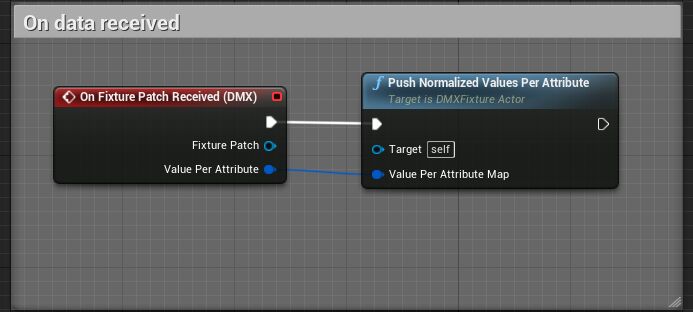 On data received
On Fixture Patch Received (DMX)
Fixture Patch
Value Per Attribute
f Push Normalized Values Per Attribute
Target is DMXFixture Actor
Target self
Value Per Attribute Map